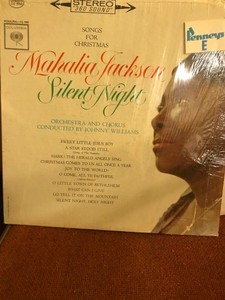 STEREO
360 SOUND
SONGS
FOR
CHRISTMAS
Penneys
E
Mahalia Jackson
Silent Night
ORCHESTRA AND CHORUS
CONDUCTED BY JOHNNY WILLIAMS
SWEET LITTLE JESUS BOY
A STAR STOOD STILL
HARK! THE HERALD ANGELS SING
CHRISTMAS COMES TO US ALL ONCE A YEAR
JOY TO THE WORLD!
O COME, ALL YE FAITHFUL
O LITTLE TOWN OF BETHLEHEM
WHAT CAN I GIVE
GO TELL IT ON THE MOUNTAIN
SILENT NIGHT, HOLY NIGHT